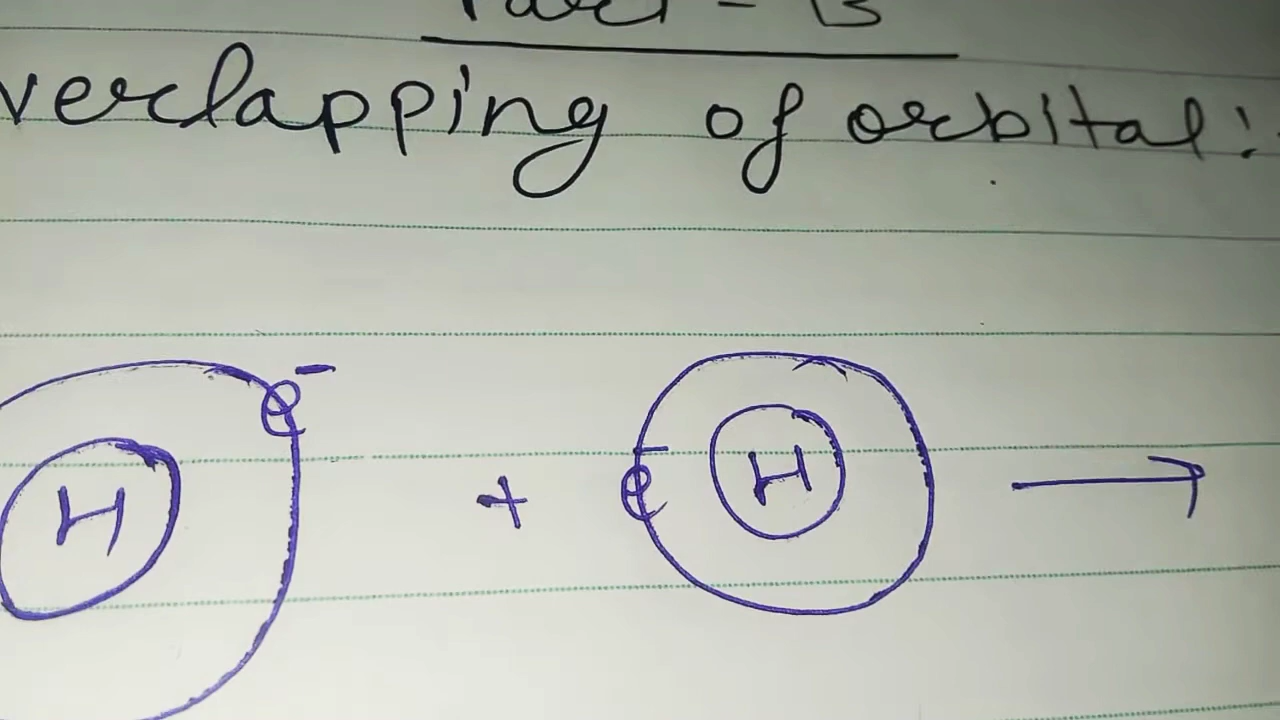 verlapping of orbital:
e⁻ e⁻
H + H →